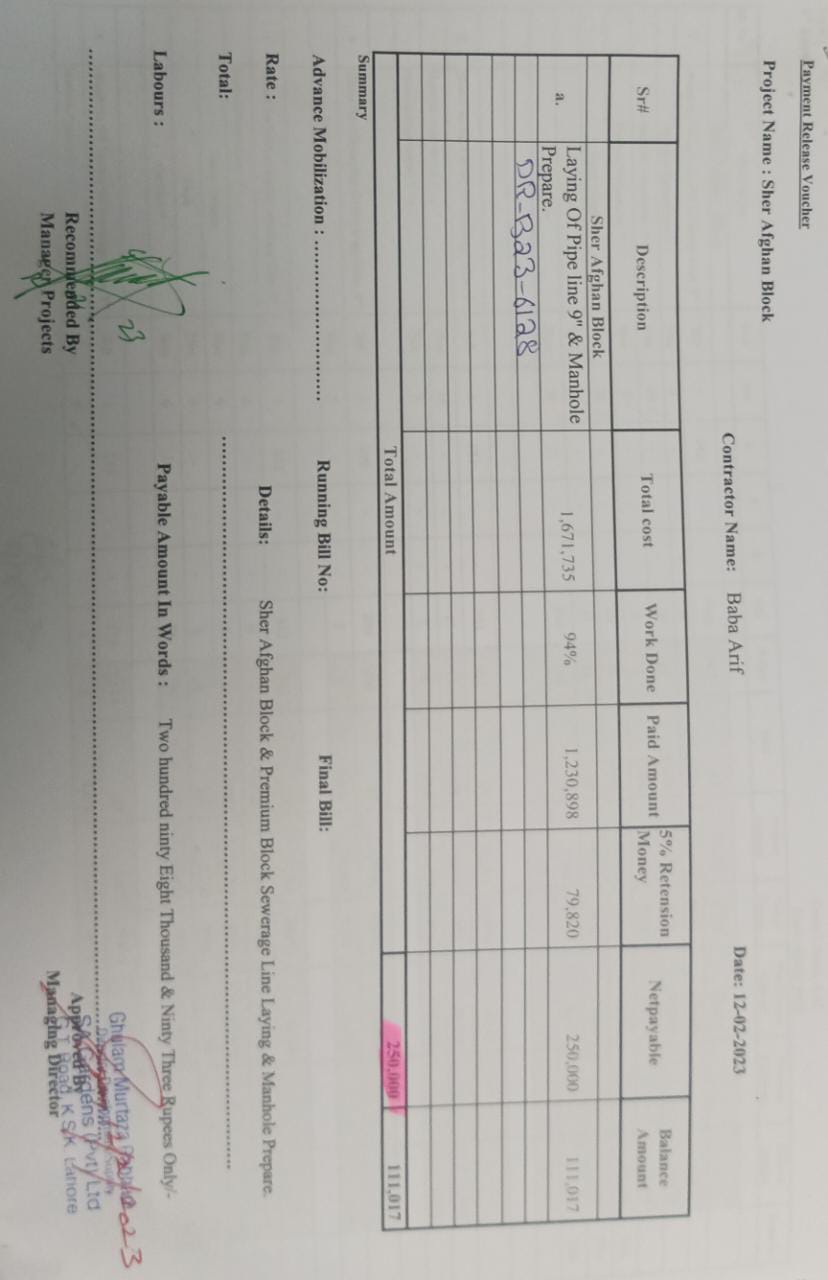 Payment Release Voucher
Project Name : Sher Afghan Block
Contractor Name: Baba Arif
Date: 12-02-2023
Sr# Description Total cost Work Done Paid Amount 5% Retension Money Netpayable Balance Amount
Sher Afghan Block
a. Laying Of Pipe line 9" & Manhole Prepare. 1,671,735 94% 1,230,898 79,820 250,000 111,017
DR-B23-6128
Total Amount 250,000 111,017
Summary
Advance Mobilization : .................................. Running Bill No: Final Bill:
Rate : Details: Sher Afghan Block & Premium Block Sewerage Line Laying & Manhole Prepare.
Total:
Labours : Payable Amount In Words : Two hundred ninty Eight Thousand & Ninty Three Rupees Only/-
23
Ghulam Murtaza
Gardens (Pvt) Ltd
G.T Road, K S/K Lahore
Recommended By
Manager Projects
Approved By
Managing Director